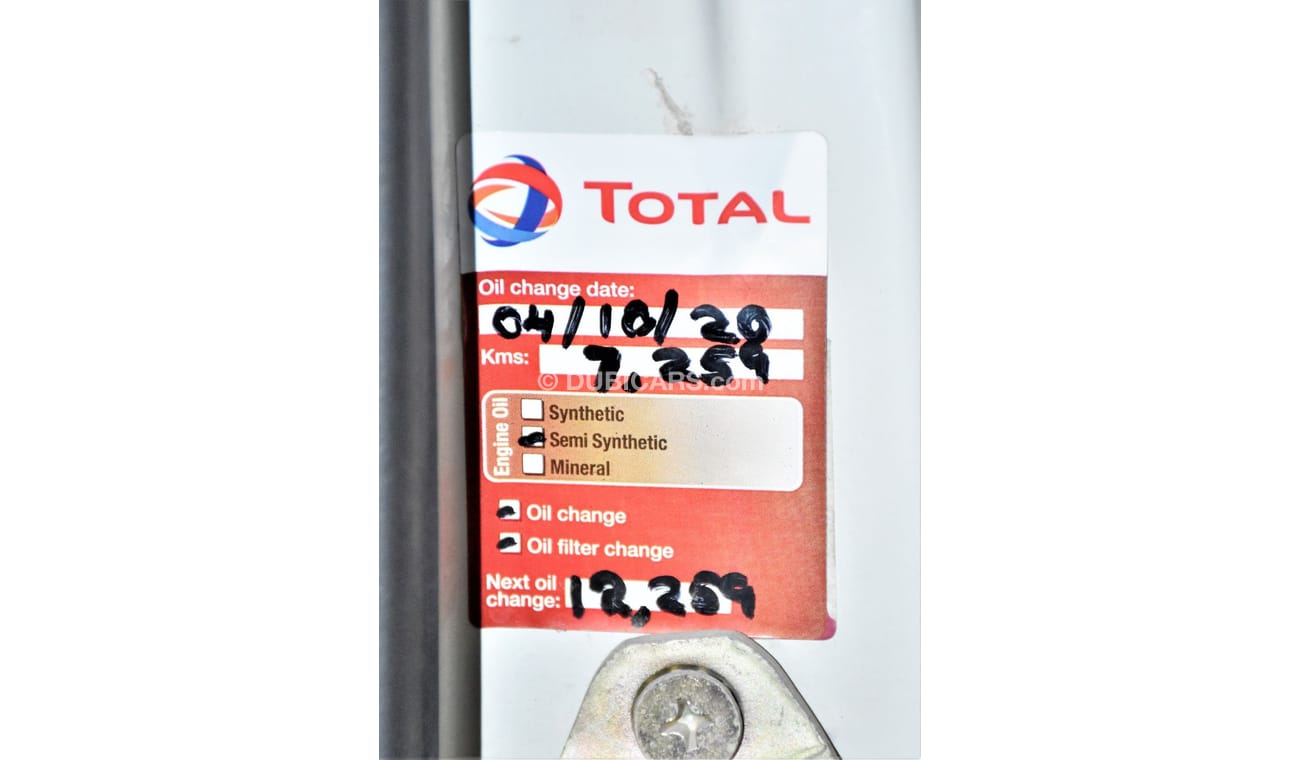 TOTAL
Oil change date:
04/10/20
Kms: 7,259
© DUBICARS.com
Engine Oil
Synthetic
Semi Synthetic
Mineral
Oil change
Oil filter change
Next oil
change: 12,259